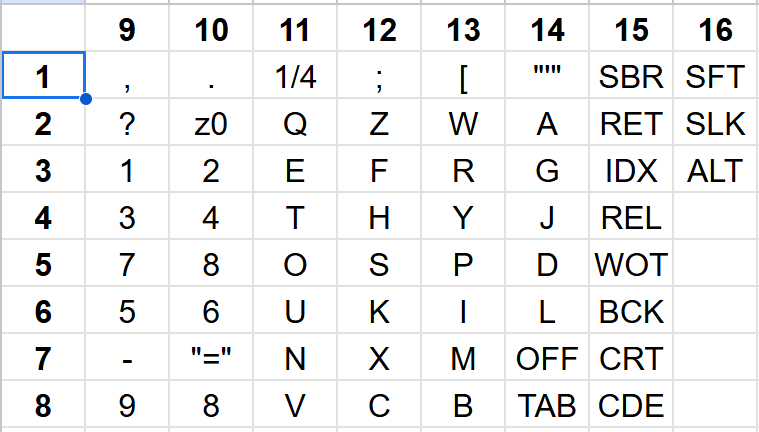 9 10 11 12 13 14 15 16
1 , . 1/4 ; [ """ SBR SFT
2 ? z0 Q Z W A RET SLK
3 1 2 E F R G IDX ALT
4 3 4 T H Y J REL
5 7 8 O S P D WOT
6 5 6 U K I L BCK
7 - "=" N X M OFF CRT
8 9 8 V C B TAB CDE